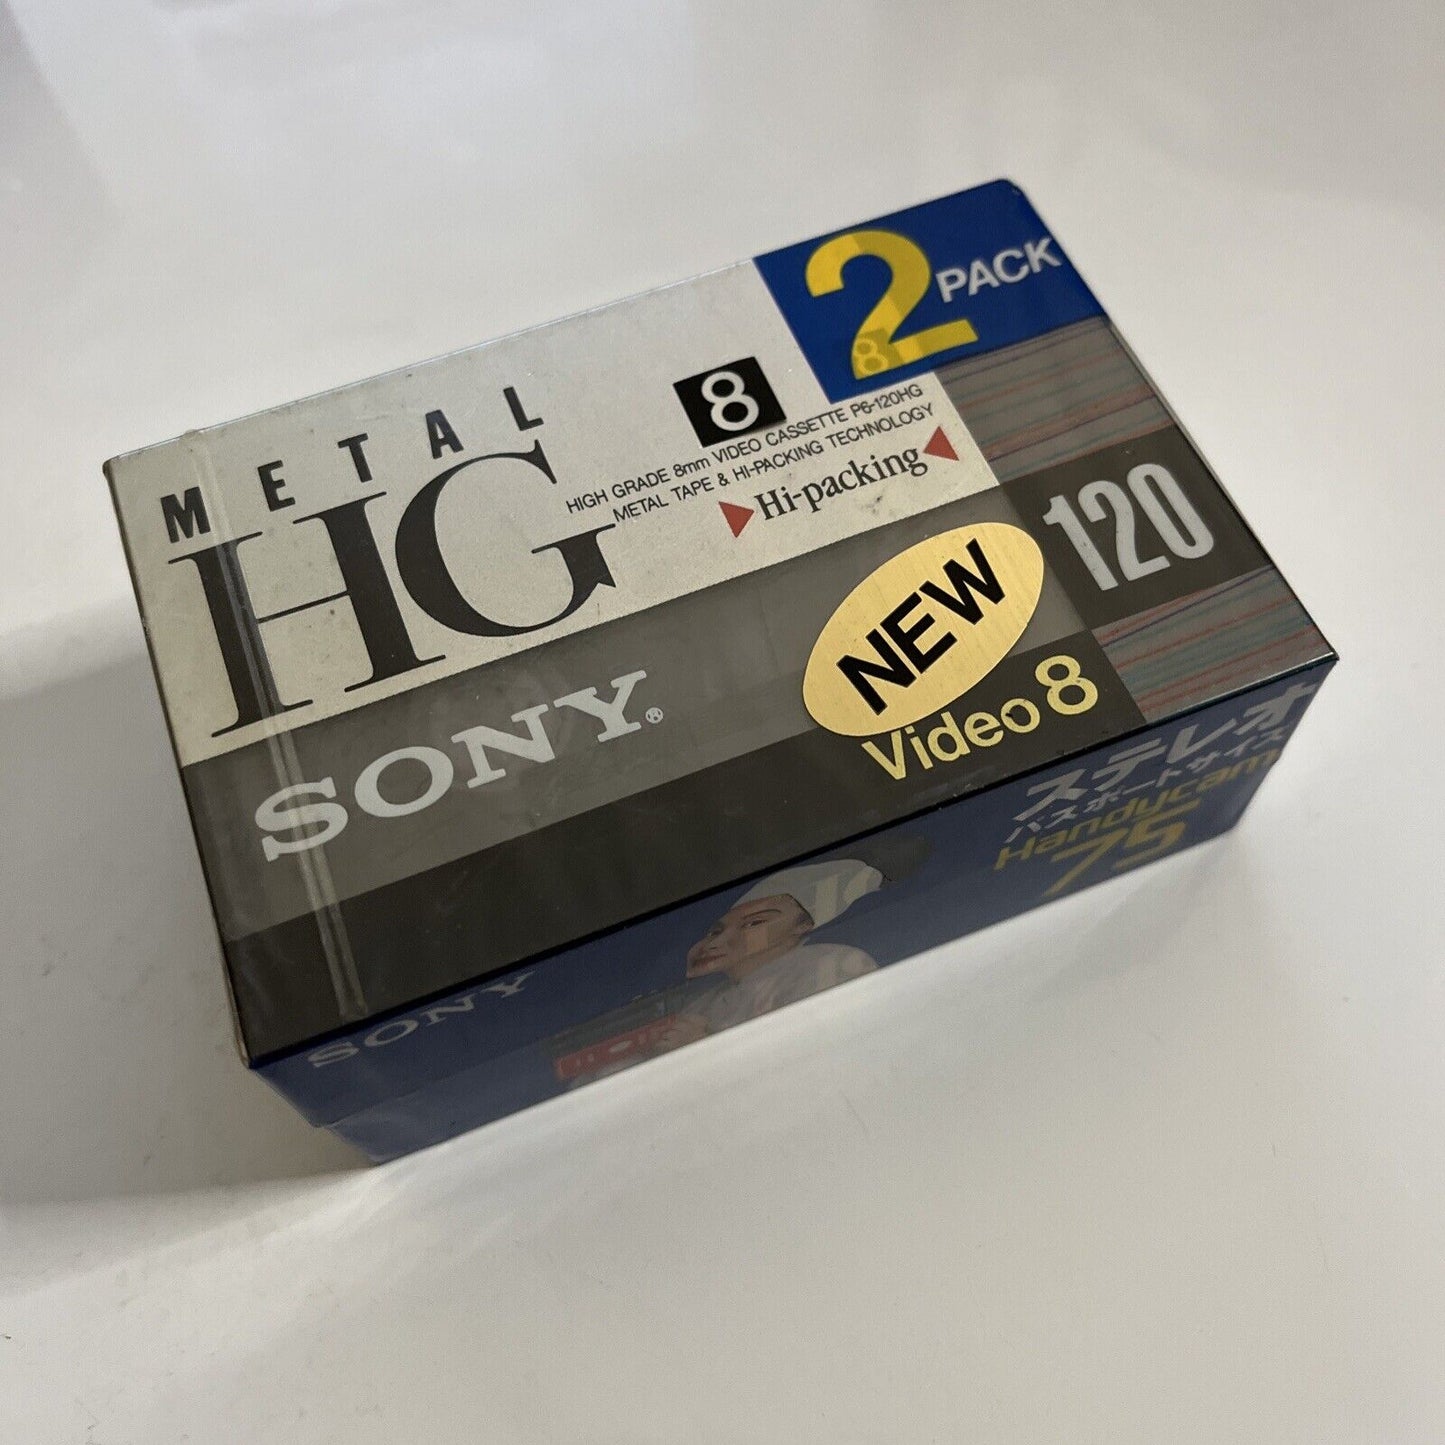 2 PACK
8
8
METAL
HG
HIGH GRADE 8mm VIDEO CASSETTE P6-120HG
METAL TAPE & HI-PACKING TECHNOLOGY
Hi-packing
120
NEW
SONY®
Video 8
ステレオ
パスポートサイズ
Handycam
75
SONY